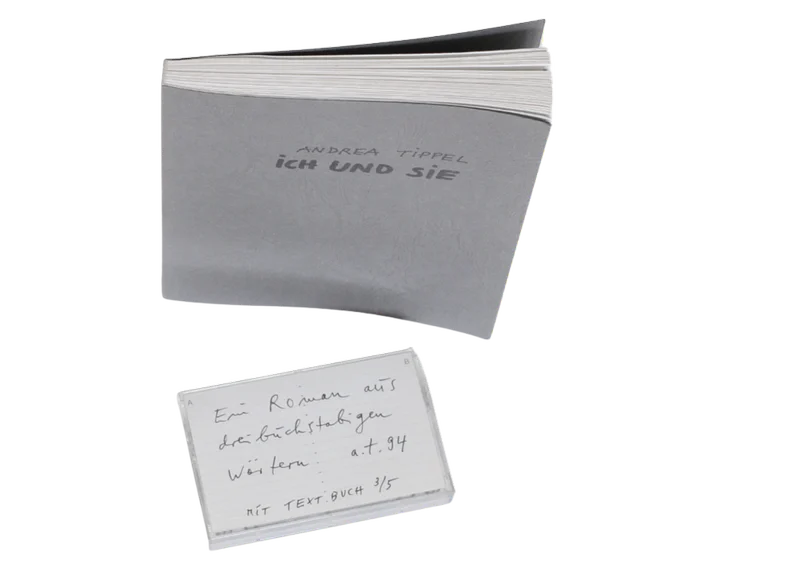 ANDREA TiPPEL
iCH UND SiE
A
B
Ein Roman aus
dreibuchstabigen
Wörtern: a.t.94
MiT TEXT.BUCH 3/5